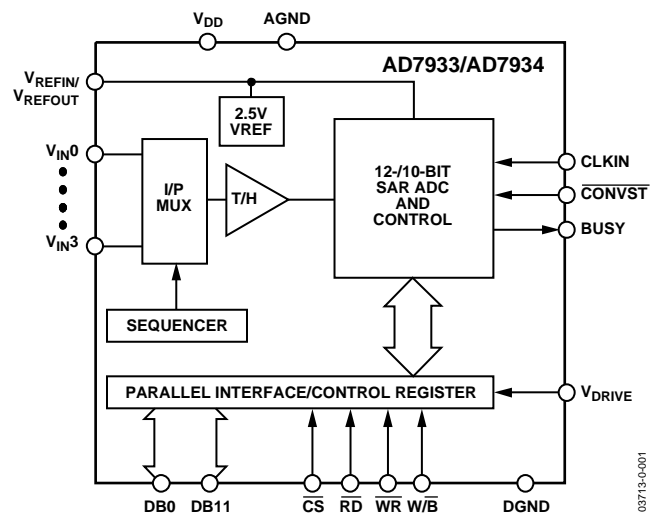 VDD AGND
AD7933/AD7934
VREFIN/
VREFOUT
2.5V
VREF
VIN0
VIN3
I/P
MUX
T/H
12-/10-BIT
SAR ADC
AND
CONTROL
CLKIN
CONVST
BUSY
SEQUENCER
PARALLEL INTERFACE/CONTROL REGISTER
VDRIVE
DB0 DB11 CS RD WR W/B DGND
03713-0-001